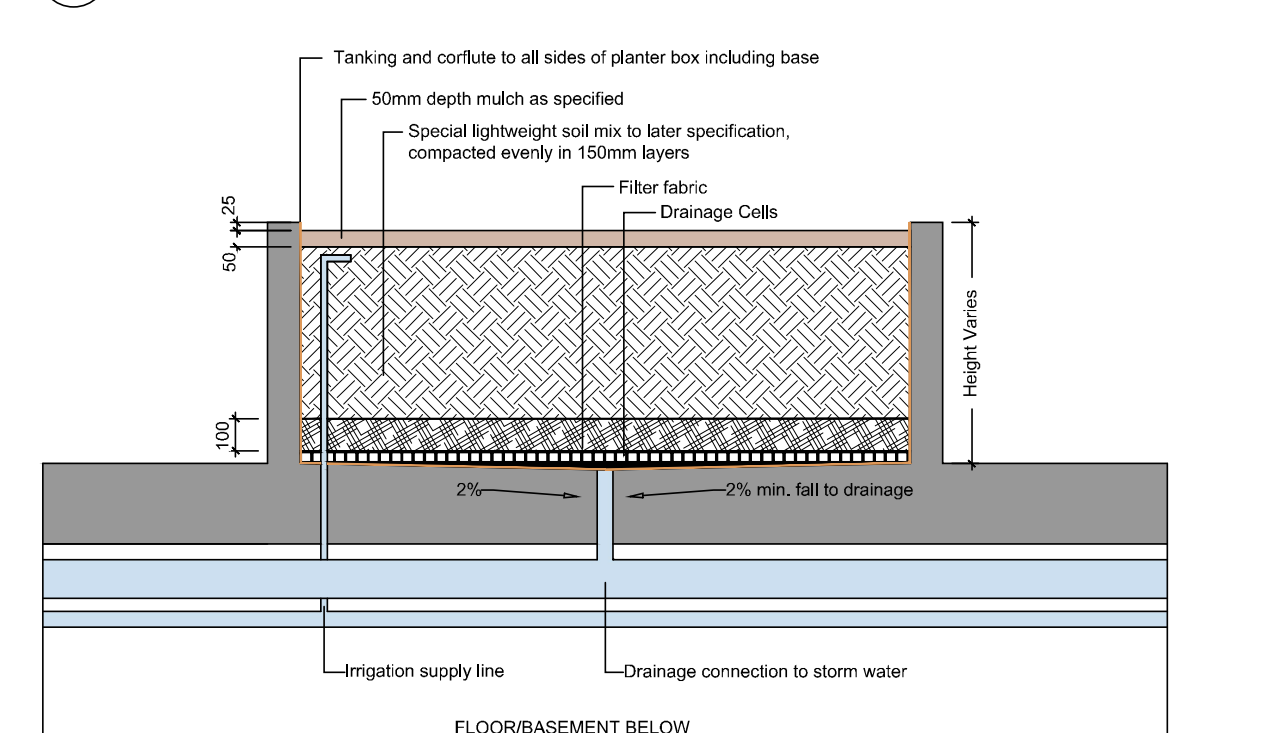 Tanking and corflute to all sides of planter box including base
50mm depth mulch as specified
Special lightweight soil mix to later specification,
compacted evenly in 150mm layers
Filter fabric
Drainage Cells
25
50
Height Varies
100
2%
2% min. fall to drainage
Irrigation supply line
Drainage connection to storm water
FLOOR/BASEMENT BELOW